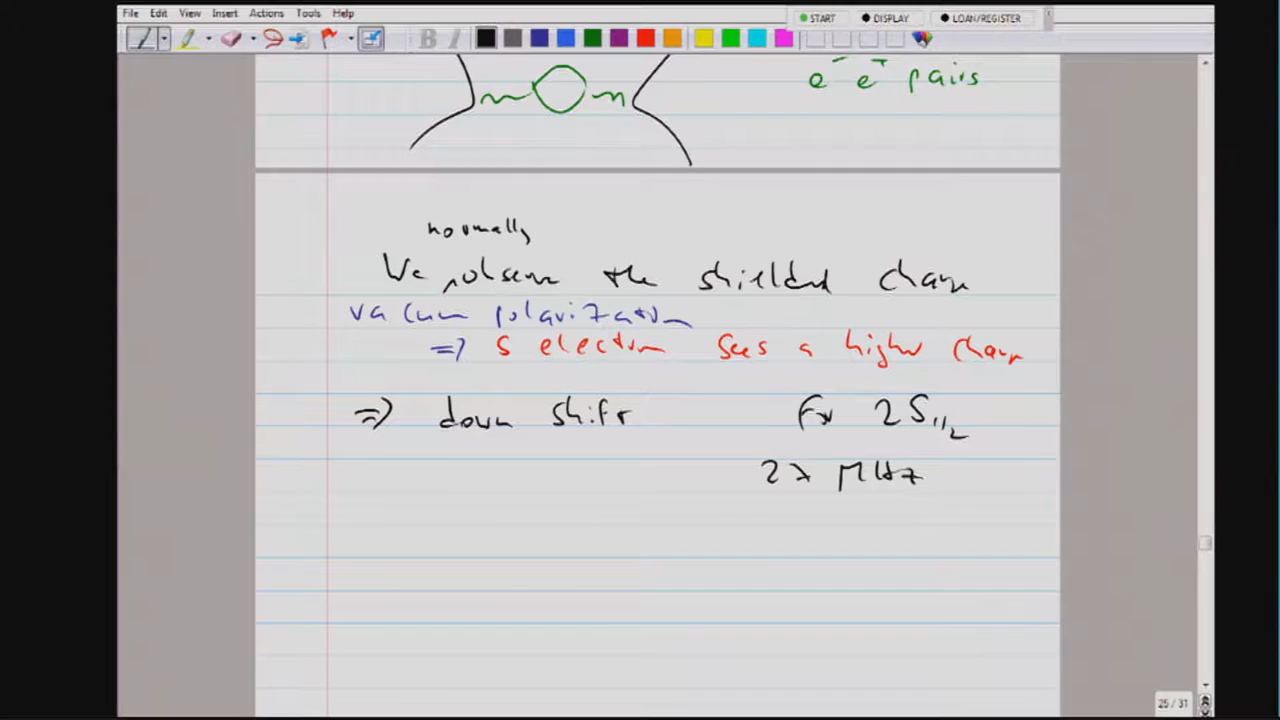 File Edit View Insert Actions Tools Help
START DISPLAY LOAN/REGISTER
B I
e⁻ e⁺ pairs
normally
We observe the shielded charge
vacuum polarization
=> s electron sees a higher charge
=> down shift for 2S₁/₂
27 MHz
25 / 31